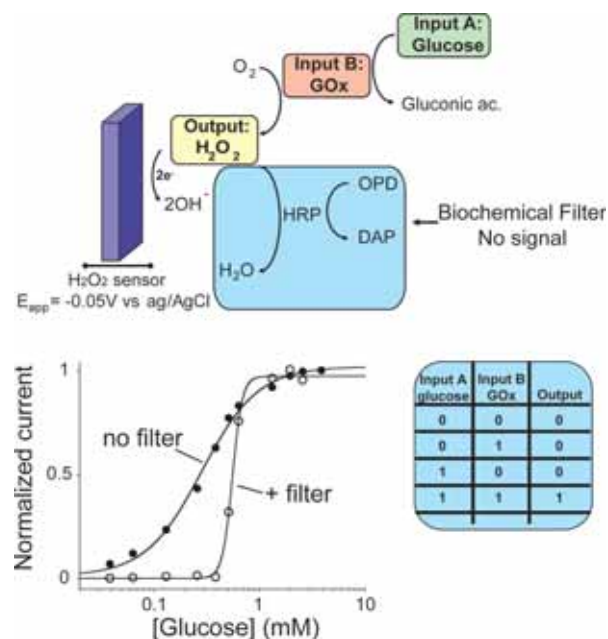 Input A:
Glucose
Input B:
GOx
O2
Gluconic ac.
Output:
H2O2
2e-
2OH-
OPD
HRP
DAP
H2O
Biochemical Filter
No signal
H2O2 sensor
Eapp= -0.05V vs ag/AgCl
Normalized current
1
0.5
0
no filter
+ filter
0.1 1 10
[Glucose] (mM)
Input A glucose Input B GOx Output
0 0 0
0 1 0
1 0 0
1 1 1